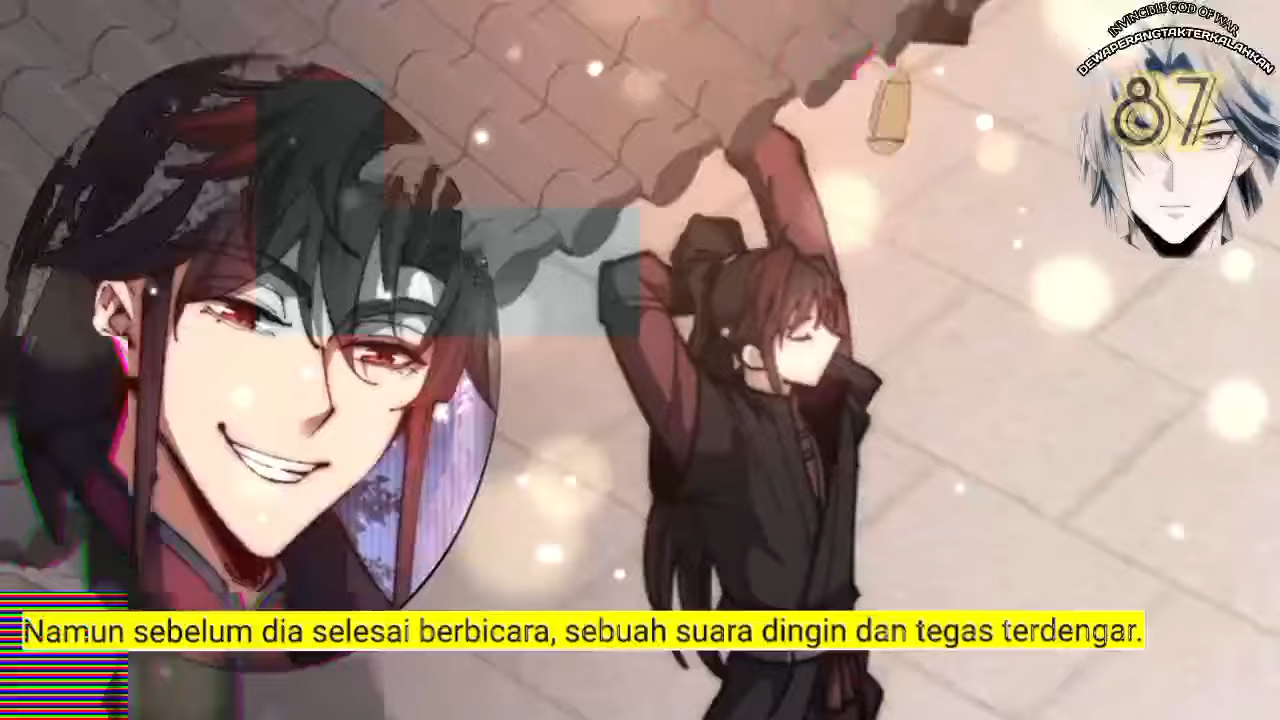 INVINCIBLE GOD OF WAR
DEWAPERANGTAKTERKALAHKAN
87
Namun sebelum dia selesai berbicara, sebuah suara dingin dan tegas terdengar.